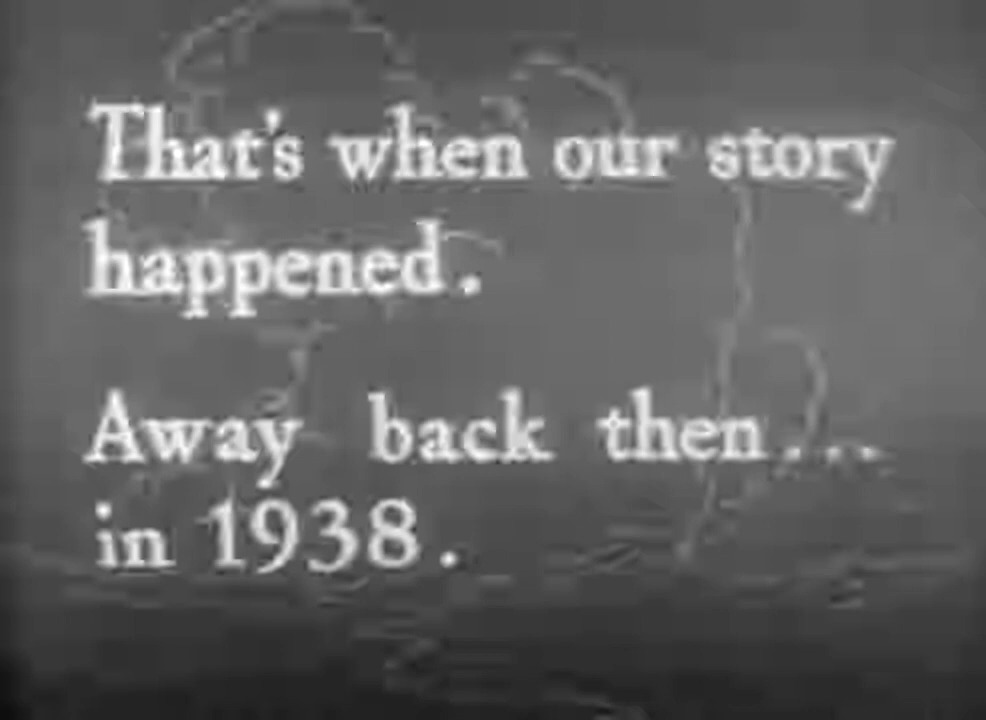 That's when our story
happened.
Away back then...
in 1938.